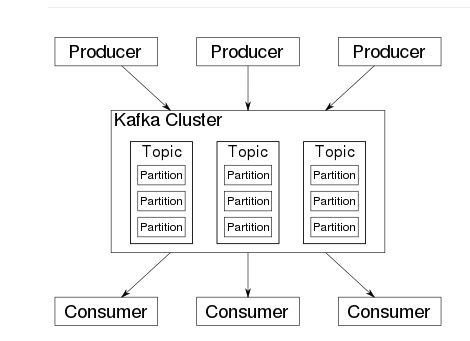 Producer Producer Producer
Kafka Cluster
Topic Topic Topic
Partition Partition Partition
Partition Partition Partition
Partition Partition Partition
Consumer Consumer Consumer